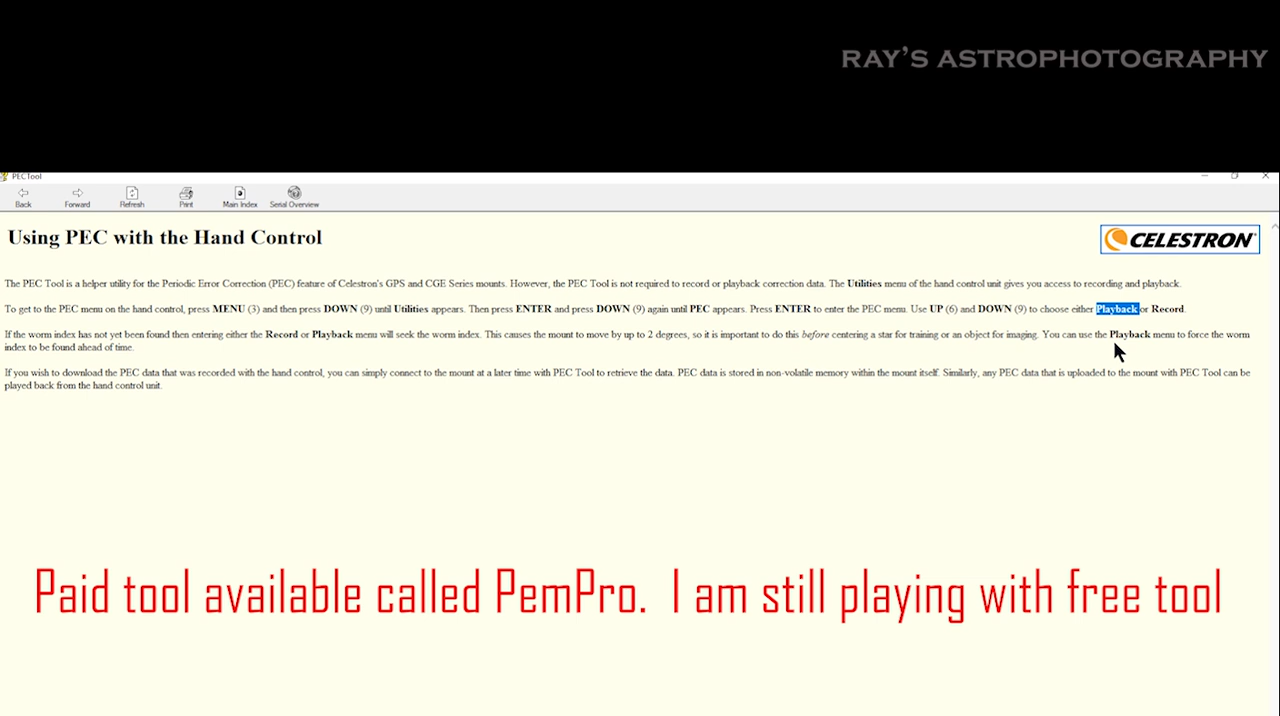 RAY'S ASTROPHOTOGRAPHY
PECTool
Back Forward Refresh Print Main Index Serial Overview
Using PEC with the Hand Control
CELESTRON
The PEC Tool is a helper utility for the Periodic Error Correction (PEC) feature of Celestron's GPS and CGE Series mounts. However, the PEC Tool is not required to record or playback correction data. The Utilities menu of the hand control unit gives you access to recording and playback.
To get to the PEC menu on the hand control, press MENU (3) and then press DOWN (9) until Utilities appears. Then press ENTER and press DOWN (9) again until PEC appears. Press ENTER to enter the PEC menu. Use UP (6) and DOWN (9) to choose either Playback or Record.
If the worm index has not yet been found then entering either the Record or Playback menu will seek the worm index. This causes the mount to move by up to 2 degrees, so it is important to do this before centering a star for training or an object for imaging. You can use the Playback menu to force the worm
index to be found ahead of time.
If you wish to download the PEC data that was recorded with the hand control, you can simply connect to the mount at a later time with PEC Tool to retrieve the data. PEC data is stored in non-volatile memory within the mount itself. Similarly, any PEC data that is uploaded to the mount with PEC Tool can be
played back from the hand control unit.
Paid tool available called PemPro. I am still playing with free tool